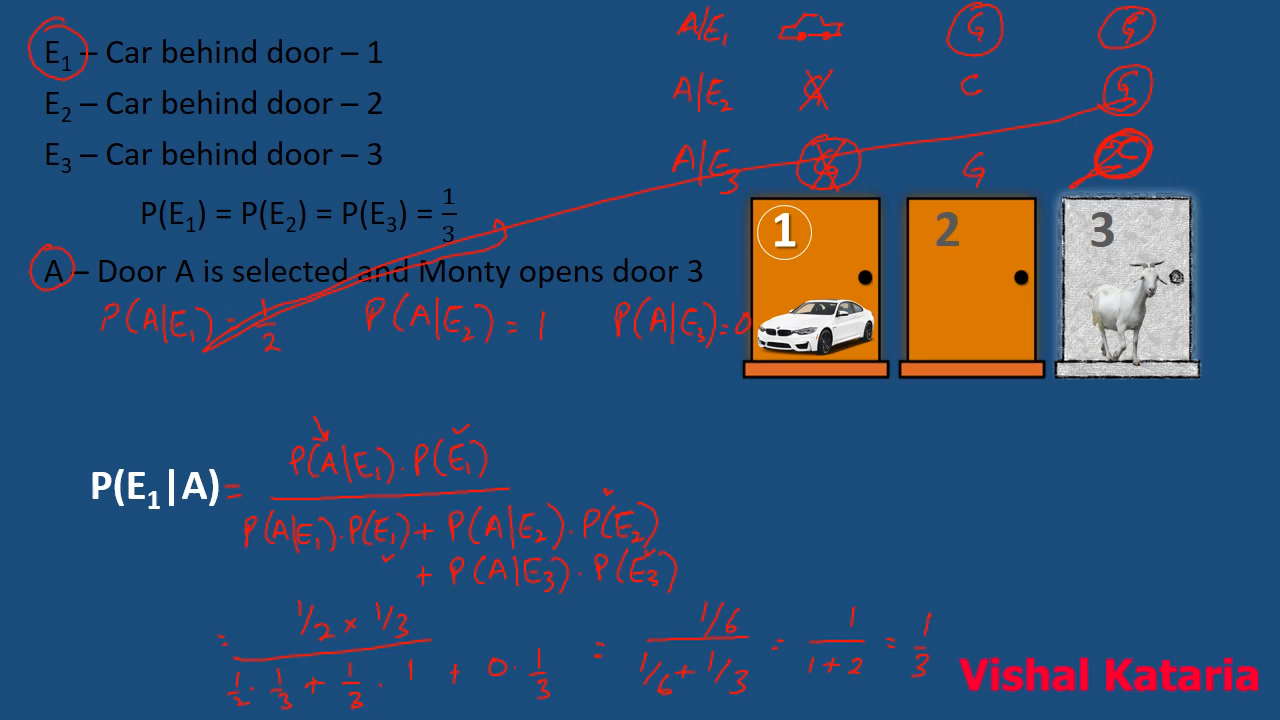 E₁ – Car behind door – 1
E₂ – Car behind door – 2
E₃ – Car behind door – 3
P(E₁) = P(E₂) = P(E₃) = 1/3
A – Door A is selected and Monty opens door 3
P(A|E₁) = 1/2 P(A|E₂) = 1 P(A|E₃) = 0
A|E₁ G G
A|E₂ G C G
A|E₃ G G C
1 2 3
P(E₁|A) = P(A|E₁) . P(E₁) / P(A|E₁) . P(E₁) + P(A|E₂) . P(E₂)
+ P(A|E₃) . P(E₃)
= 1/2 × 1/3 / 1/2 . 1/3 + 1/3 . 1 + 0 . 1/3 = 1/6 / 1/6 + 1/3 = 1 / 1+2 = 1/3
Vishal Kataria